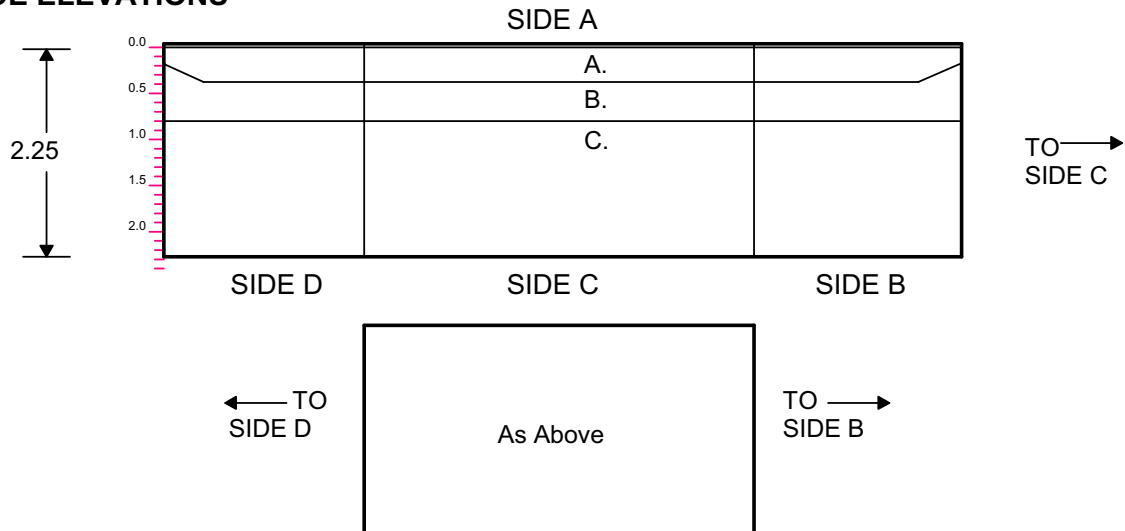 SIDE A
0.0
A.
0.5
B.
1.0
C.
2.25
TO
SIDE C
1.5
2.0
SIDE D
SIDE C
SIDE B
TO
SIDE D
TO
SIDE B
As Above